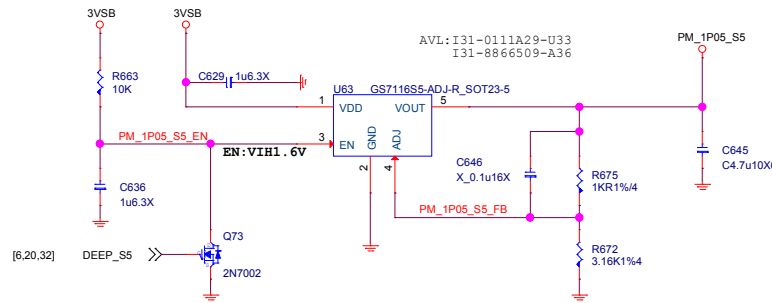 3VSB
3VSB
AVL:I31-0111A29-U33
I31-8866509-A36
PM_1P05_S5
R663
10K
C629
1u6.3X
U63
GS7116S5-ADJ-R_SOT23-5
1
VDD
VOUT
5
PM_1P05_S5_EN
3
EN
GND
ADJ
EN:VIH1.6V
2
4
C636
1u6.3X
C646
X_0.1u16X
R675
1KR1%/4
C645
C4.7u10X6
PM_1P05_S5_FB
[6,20,32]
DEEP_S5
Q73
2N7002
R672
3.16K1%4